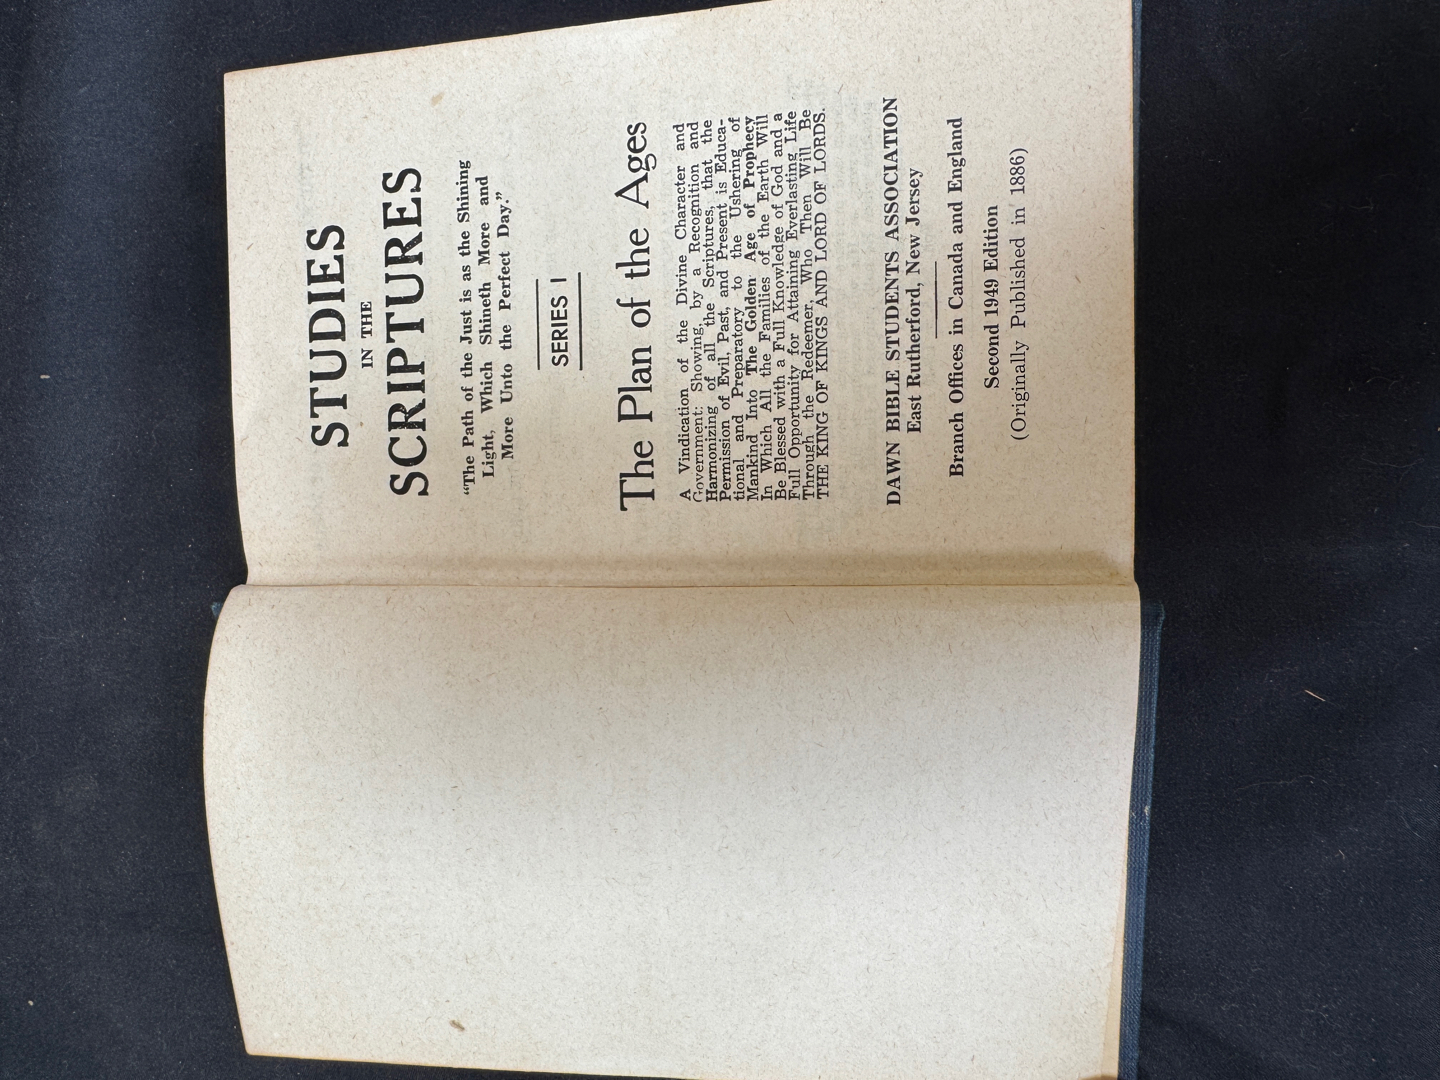 STUDIES
IN THE
SCRIPTURES
“The Path of the Just is as the Shining
Light, Which Shineth More and
More Unto the Perfect Day.”
SERIES I
The Plan of the Ages
A Vindication of the Divine Character and
Government: Showing, by a Recognition and
Harmonizing of all the Scriptures, that the
Permission of Evil, Past, and Present is Educa-
tional and Preparatory to the Ushering of
Mankind Into The Golden Age of Prophecy
In Which All the Families of the Earth Will
Be Blessed with a Full Knowledge of God and a
Full Opportunity for Attaining Everlasting Life
Through the Redeemer, Who Then Will Be
THE KING OF KINGS AND LORD OF LORDS.
DAWN BIBLE STUDENTS ASSOCIATION
East Rutherford, New Jersey
Branch Offices in Canada and England
Second 1949 Edition
(Originally Published in 1886)